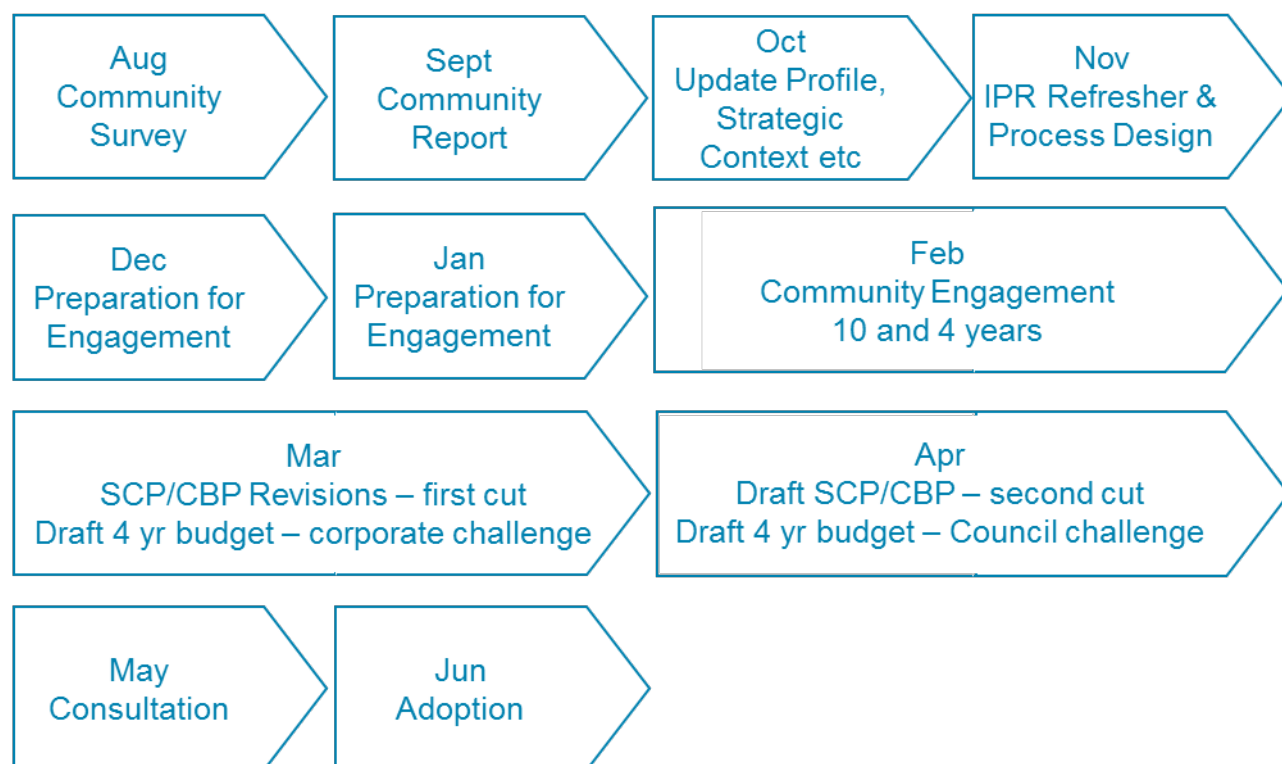 Aug
Community
Survey
Sept
Community
Report
Oct
Update Profile,
Strategic
Context etc
Nov
IPR Refresher &
Process Design
Dec
Preparation for
Engagement
Jan
Preparation for
Engagement
Feb
Community Engagement
10 and 4 years
Mar
SCP/CBP Revisions – first cut
Draft 4 yr budget – corporate challenge
Apr
Draft SCP/CBP – second cut
Draft 4 yr budget – Council challenge
May
Consultation
Jun
Adoption